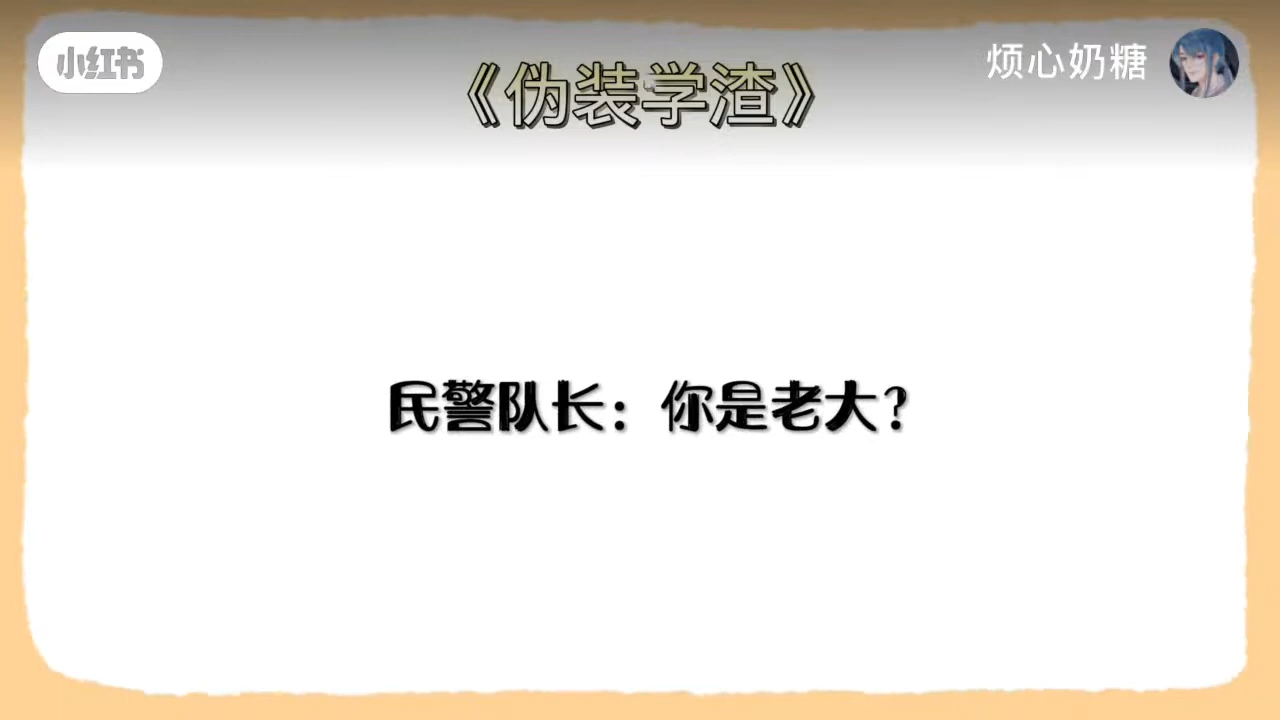 小红书
烦心奶糖
《伪装学渣》
民警队长：你是老大？